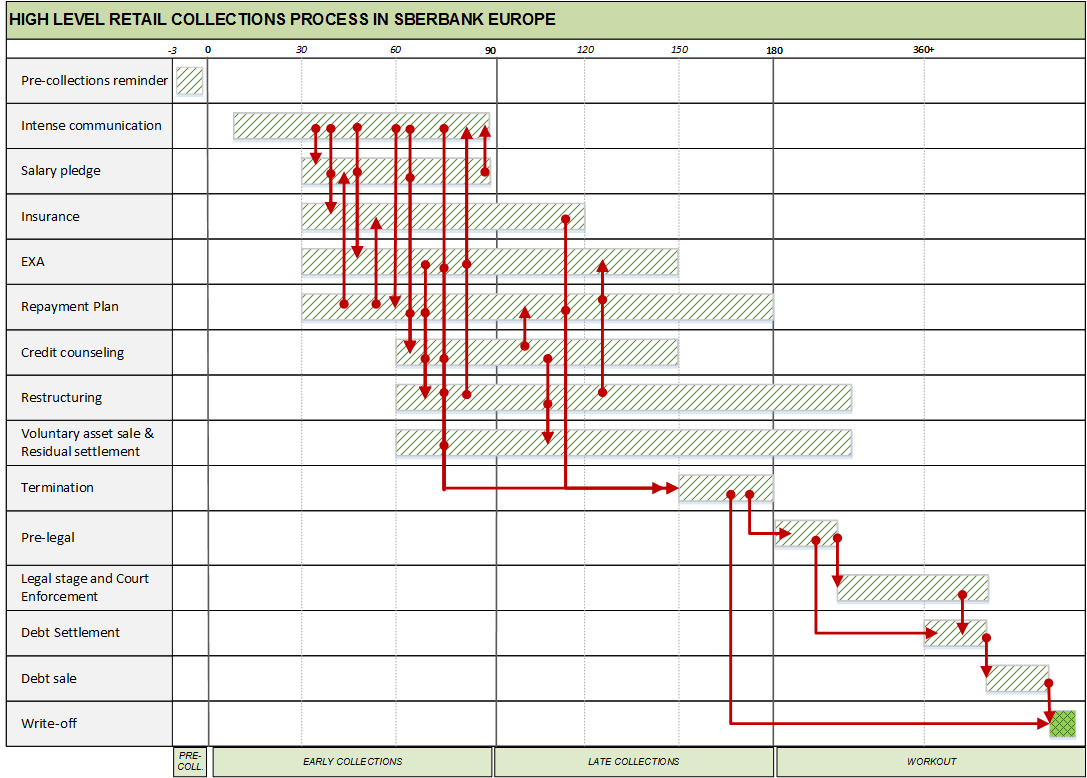 HIGH LEVEL RETAIL COLLECTIONS PROCESS IN SBERBANK EUROPE
-3 0 30 60 90 120 150 180 360+
Pre-collections reminder
Intense communication
Salary pledge
Insurance
EXA
Repayment Plan
Credit counseling
Restructuring
Voluntary asset sale &
Residual settlement
Termination
Pre-legal
Legal stage and Court
Enforcement
Debt Settlement
Debt sale
Write-off
PRE-
COLL.
EARLY COLLECTIONS
LATE COLLECTIONS
WORKOUT